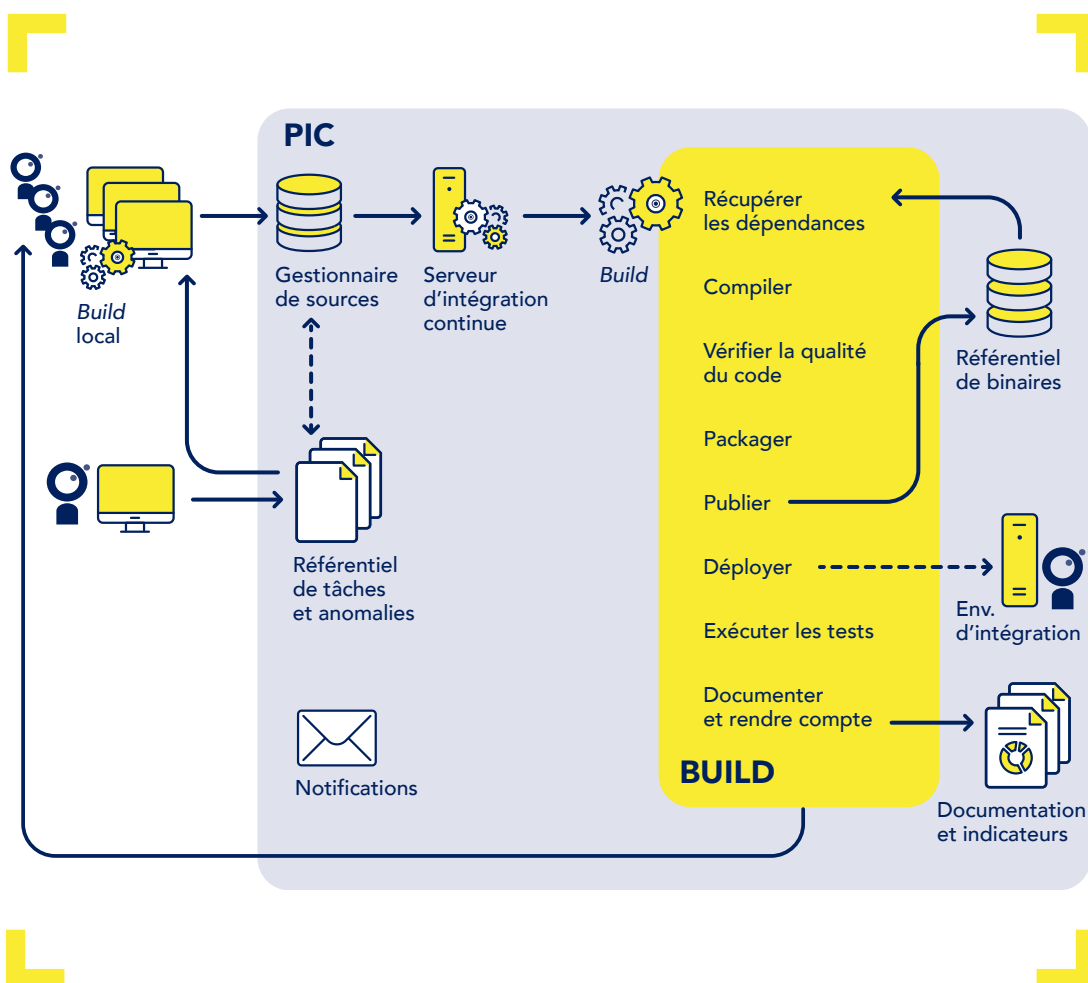 PIC
Build
local
Gestionnaire
de sources
Serveur
d’intégration
continue
Build
Récupérer
les dépendances
Compiler
Vérifier la qualité
du code
Packager
Publier
Déployer
Exécuter les tests
Documenter
et rendre compte
BUILD
Référentiel
de binaires
Env.
d’intégration
Documentation
et indicateurs
Référentiel
de tâches
et anomalies
Notifications